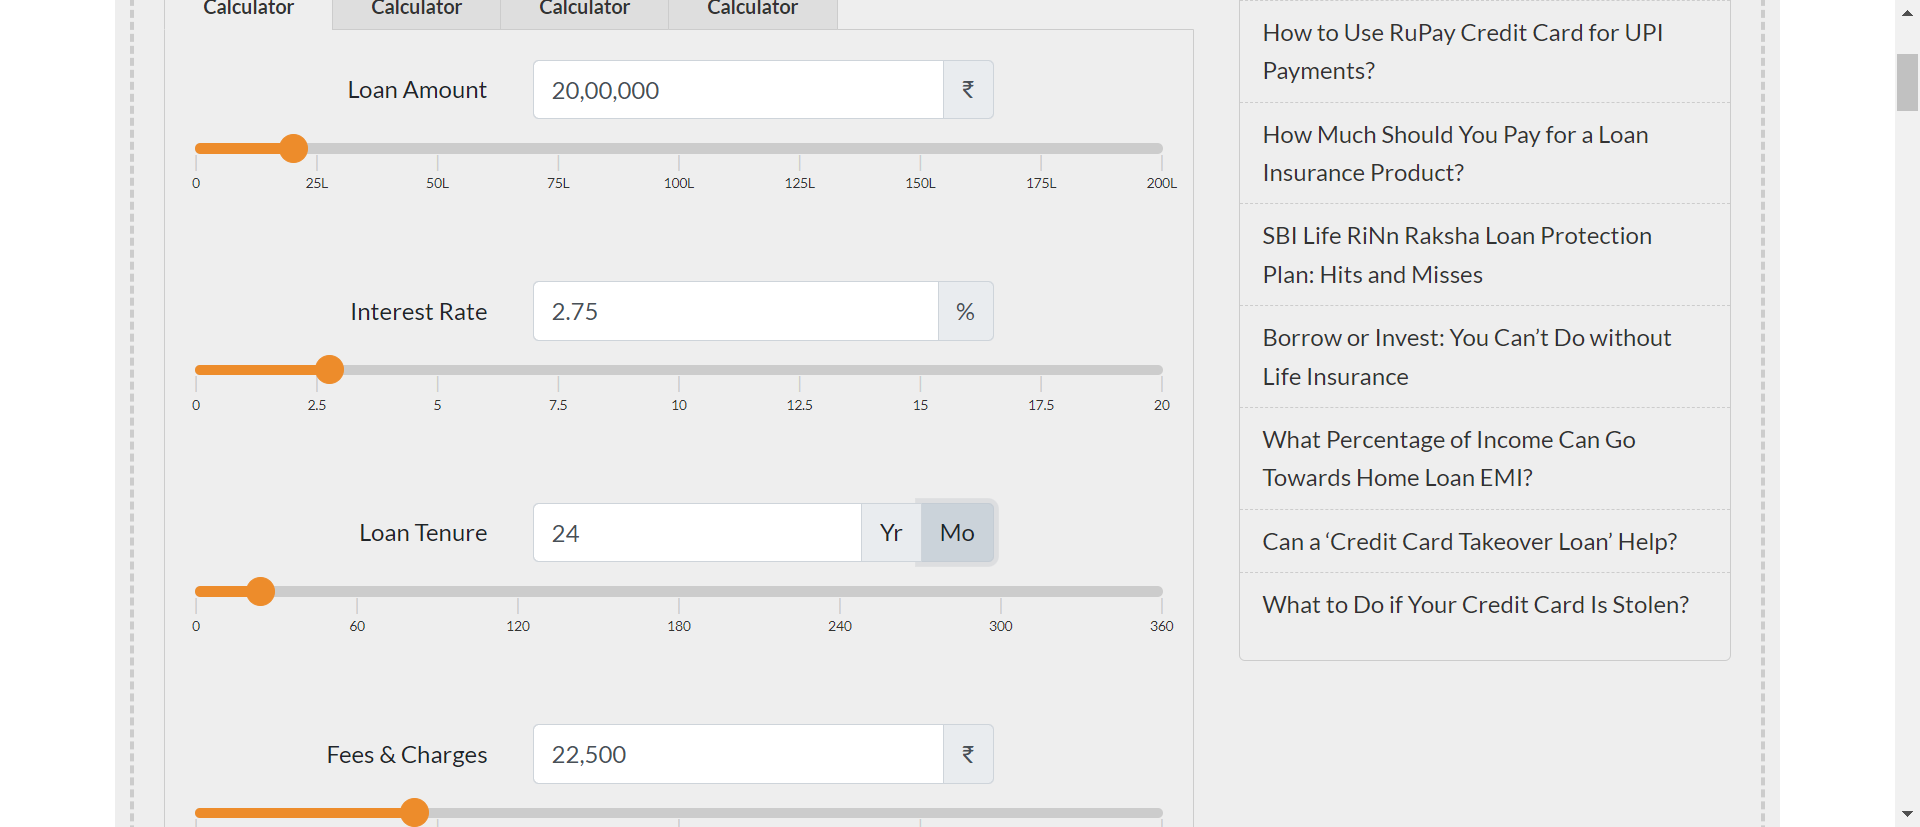 Calculator Calculator Calculator Calculator
Loan Amount 20,00,000 ₹
0 25L 50L 75L 100L 125L 150L 175L 200L
Interest Rate 2.75 %
0 2.5 5 7.5 10 12.5 15 17.5 20
Loan Tenure 24 Yr Mo
0 60 120 180 240 300 360
Fees & Charges 22,500 ₹
How to Use RuPay Credit Card for UPI
Payments?
How Much Should You Pay for a Loan
Insurance Product?
SBI Life RiNn Raksha Loan Protection
Plan: Hits and Misses
Borrow or Invest: You Can’t Do without
Life Insurance
What Percentage of Income Can Go
Towards Home Loan EMI?
Can a ‘Credit Card Takeover Loan’ Help?
What to Do if Your Credit Card Is Stolen?